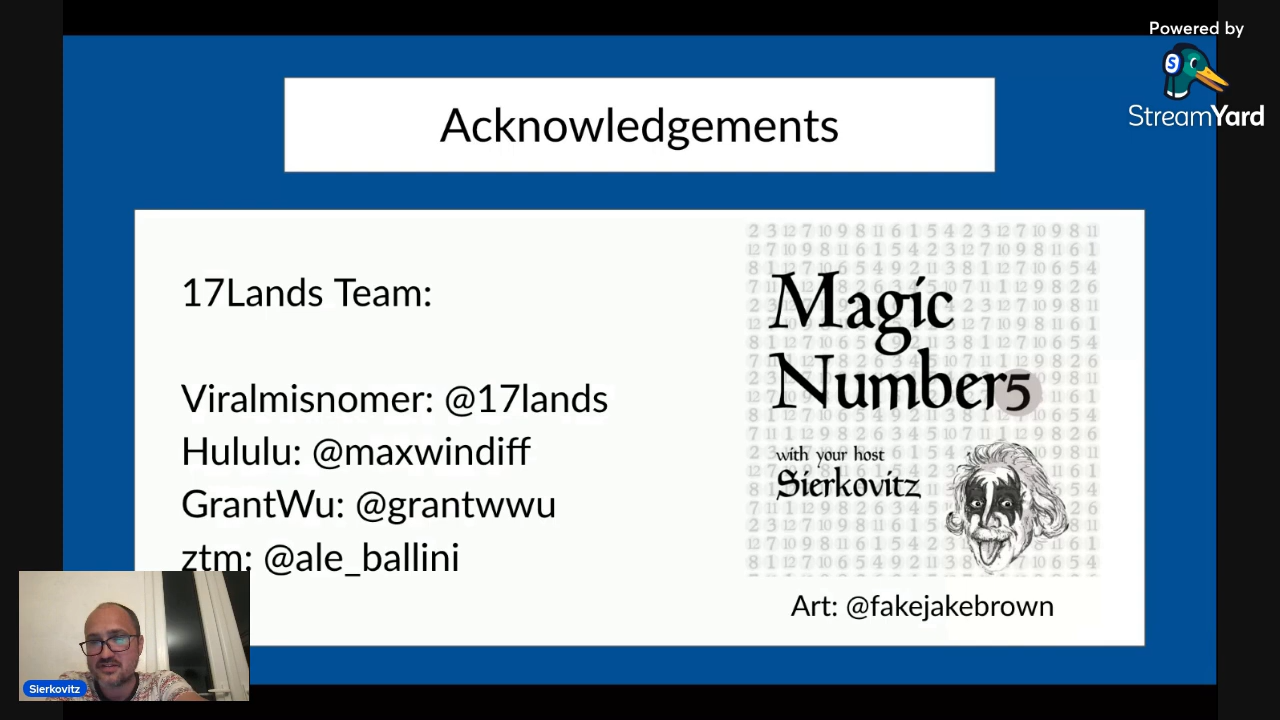 Powered by
StreamYard
Acknowledgements
17Lands Team:
Viralmisnomer: @17lands
Hululu: @maxwindiff
GrantWu: @grantwwu
ztm: @ale_ballini
Magic
Number5
with your host
Sierkovitz
Art: @fakejakebrown
Sierkovitz